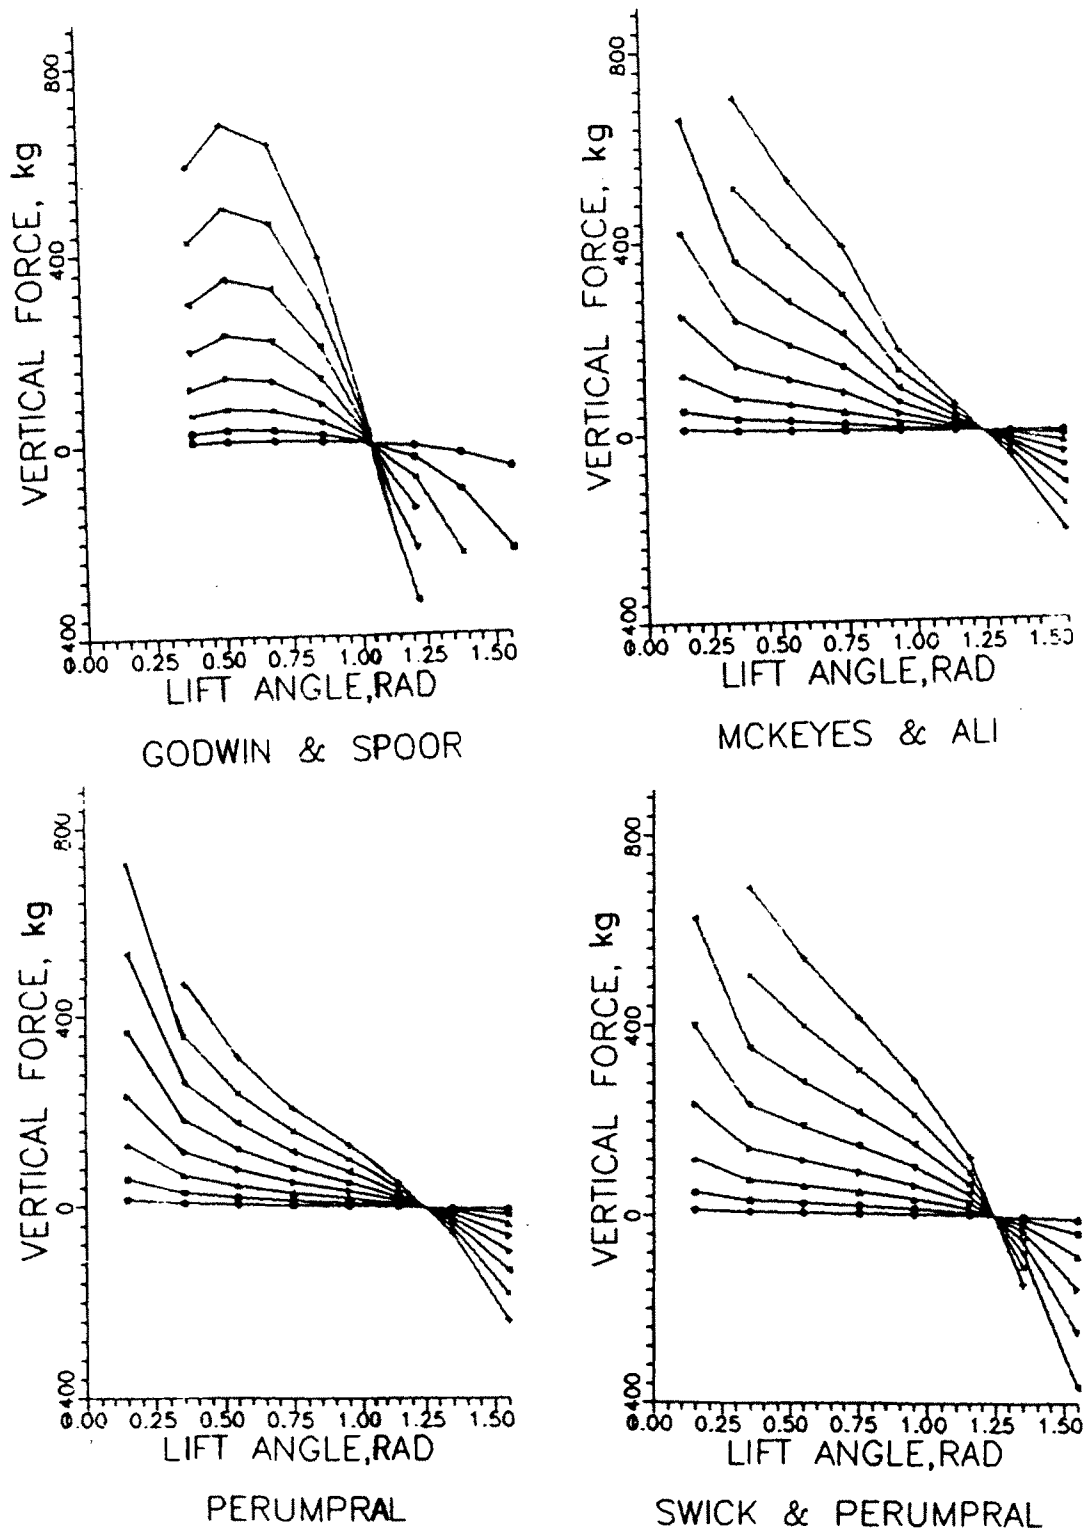 VERTICAL FORCE, kg
800
400
0
400
0.00 0.25 0.50 0.75 1.00 1.25 1.50
LIFT ANGLE,RAD
GODWIN & SPOOR
VERTICAL FORCE, kg
800
400
0
400
0.00 0.25 0.50 0.75 1.00 1.25 1.50
LIFT ANGLE,RAD
MCKEYES & ALI
VERTICAL FORCE, kg
800
400
0
400
0.00 0.25 0.50 0.75 1.00 1.25 1.50
LIFT ANGLE,RAD
PERUMPRAL
VERTICAL FORCE, kg
800
400
0
400
0.00 0.25 0.50 0.75 1.00 1.25 1.50
LIFT ANGLE,RAD
SWICK & PERUMPRAL